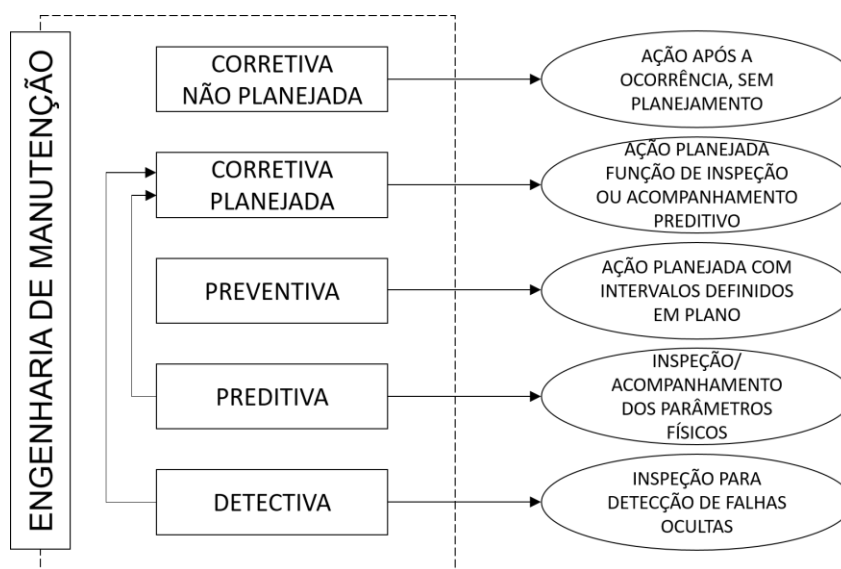 ENGENHARIA DE MANUTENÇÃO
CORRETIVA
NÃO PLANEJADA
AÇÃO APÓS A
OCORRÊNCIA, SEM
PLANEJAMENTO
CORRETIVA
PLANEJADA
AÇÃO PLANEJADA
FUNÇÃO DE INSPEÇÃO
OU ACOMPANHAMENTO
PREDITIVO
PREVENTIVA
AÇÃO PLANEJADA COM
INTERVALOS DEFINIDOS
EM PLANO
PREDITIVA
INSPEÇÃO/
ACOMPANHAMENTO
DOS PARÂMETROS
FÍSICOS
DETECTIVA
INSPEÇÃO PARA
DETECÇÃO DE FALHAS
OCULTAS